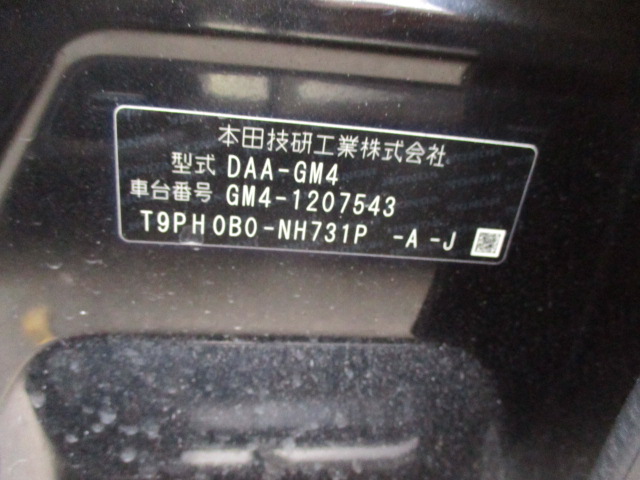 本田技研工業株式会社
型式 DAA-GM4
車台番号 GM4-1207543
T9PH0B0-NH731P -A -J